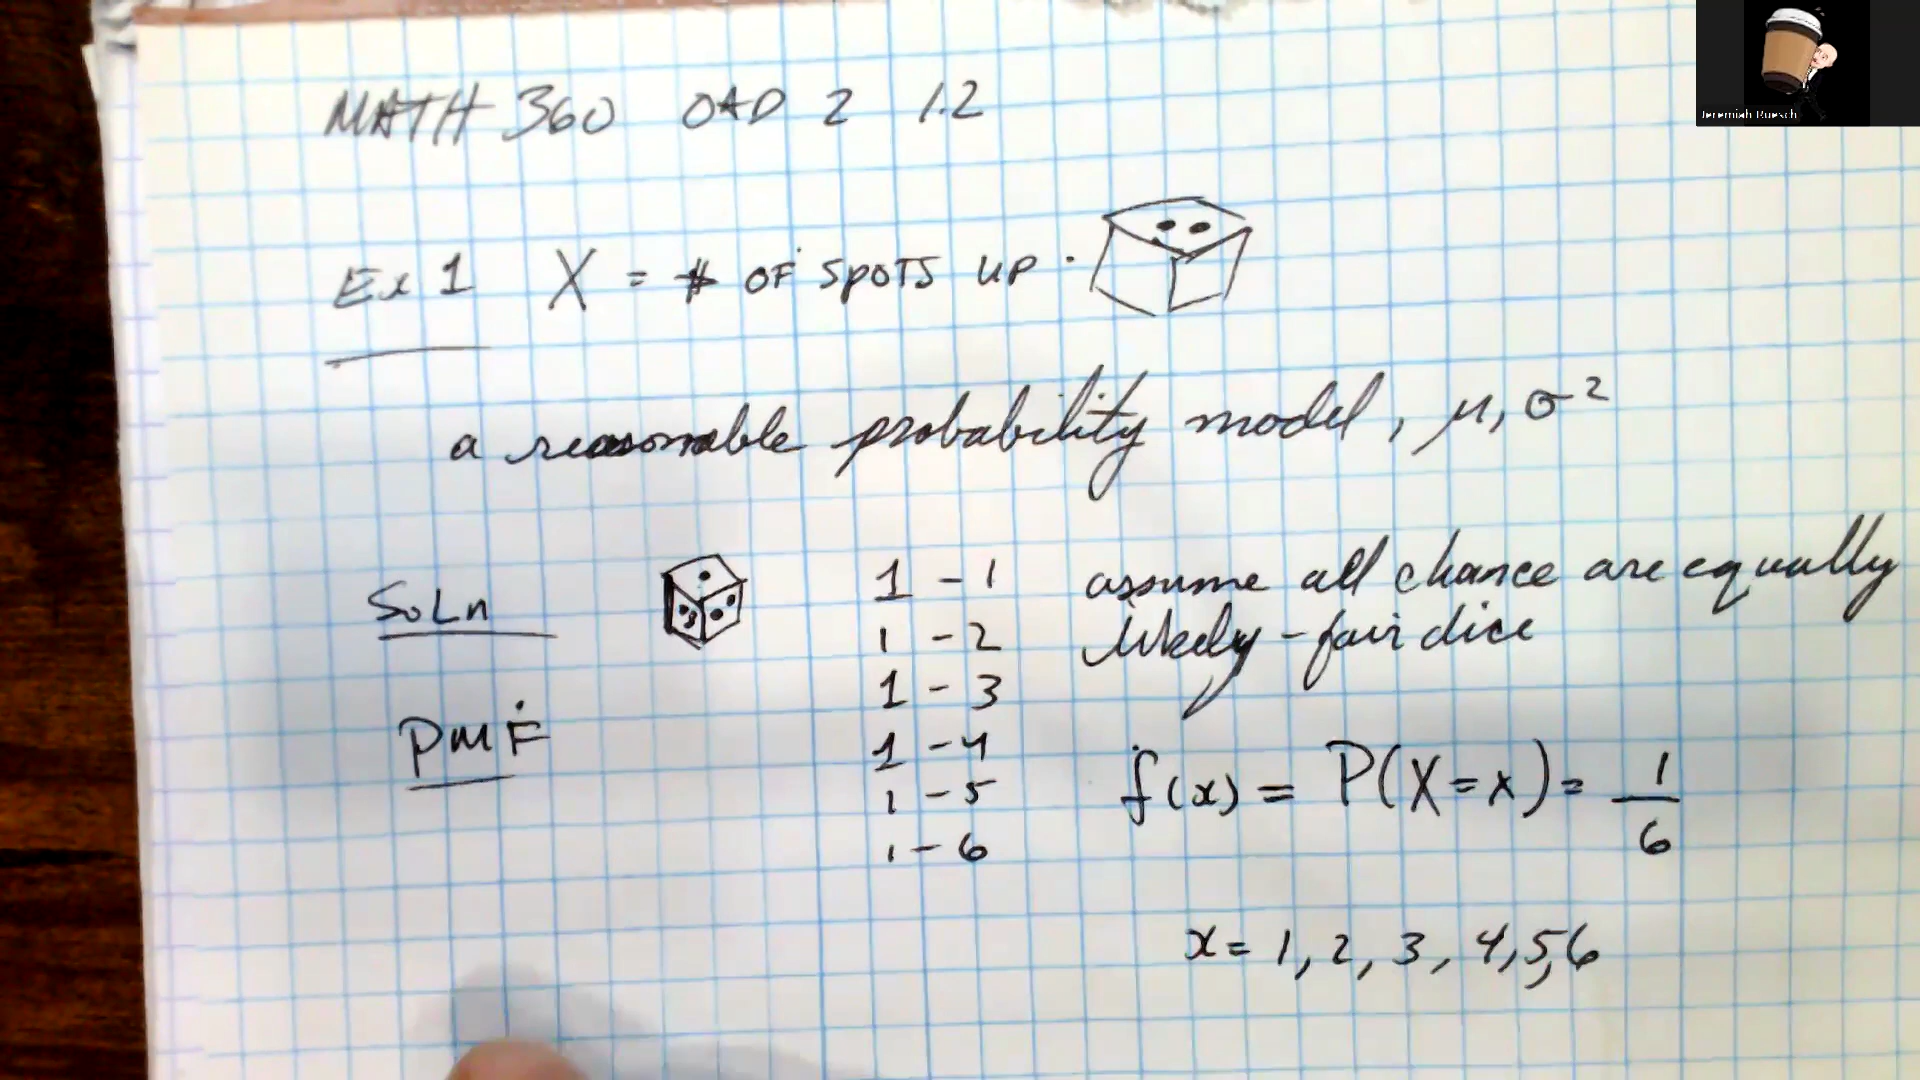 MATH 360 OAD 2 1.2
Jeremiah Ruesch
Ex 1 X = # OF SPOTS UP
a reasonable probability model, μ, σ²
Soln
1 - 1 assume all chance are equally
1 - 2 likely - fair dice
1 - 3
PMF
1 - 4 f(x) = P(X=x) = 1/6
1 - 5
1 - 6
x = 1, 2, 3, 4, 5, 6